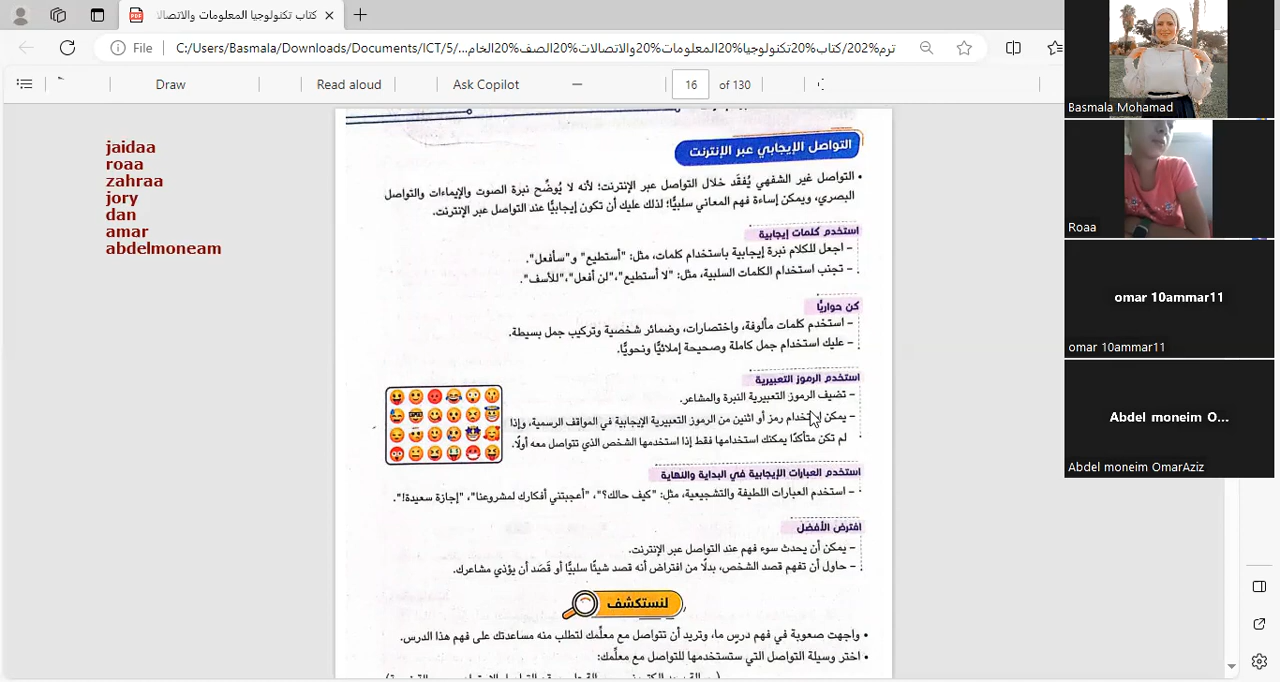 كتاب تكنولوجيا المعلومات والاتصالا
File
C:/Users/Basmala/Downloads/Documents/ICT/5/...ترم%202/كتاب%20تكنولوجيا%20المعلومات%20والاتصالات%20الصف%20الخام
Draw
Read aloud
Ask Copilot
16
of 130
jaidaa
roaa
zahraa
jory
dan
amar
abdelmoneam
التواصل الإيجابي عبر الإنترنت
• التواصل غير الشفهي يُفقَد خلال التواصل عبر الإنترنت؛ لأنه لا يُوضِّح نبرة الصوت والإيماءات والتواصل
البصري، ويمكن إساءة فهم المعاني سلبيًّا؛ لذلك عليك أن تكون إيجابيًّا عند التواصل عبر الإنترنت.
استخدم كلمات إيجابية
– اجعل للكلام نبرة إيجابية باستخدام كلمات، مثل: "أستطيع" و"سأفعل".
– تجنب استخدام الكلمات السلبية، مثل: "لا أستطيع"،"لن أفعل"،"للأسف".
كن حواريًّا
– استخدم كلمات مألوفة، واختصارات، وضمائر شخصية وتركيب جمل بسيطة.
– عليك استخدام جمل كاملة وصحيحة إملائيًّا ونحويًّا.
استخدم الرموز التعبيرية
– تضيف الرموز التعبيرية النبرة والمشاعر.
– يمكن استخدام رمز أو اثنين من الرموز التعبيرية الإيجابية في المواقف الرسمية، وإذا
لم تكن متأكدًا يمكنك استخدامها فقط إذا استخدمها الشخص الذي تتواصل معه أولًا.
استخدم العبارات الإيجابية في البداية والنهاية
– استخدم العبارات اللطيفة والتشجيعية، مثل: "كيف حالك؟"، "أعجبتني أفكارك لمشروعنا"، "إجازة سعيدة!".
افترض الأفضل
– يمكن أن يحدث سوء فهم عند التواصل عبر الإنترنت.
– حاول أن تفهم قصد الشخص، بدلًا من افتراض أنه قصد شيئًا سلبيًّا أو قَصَد أن يؤذي مشاعرك.
لنستكشف
• واجهت صعوبة في فهم درسٍ ما، وتريد أن تتواصل مع معلِّمك لتطلب منه مساعدتك على فهم هذا الدرس.
• اختر وسيلة التواصل التي ستستخدمها للتواصل مع معلِّمك:
Basmala Mohamad
Roaa
omar 10ammar11
omar 10ammar11
Abdel moneim O...
Abdel moneim OmarAziz